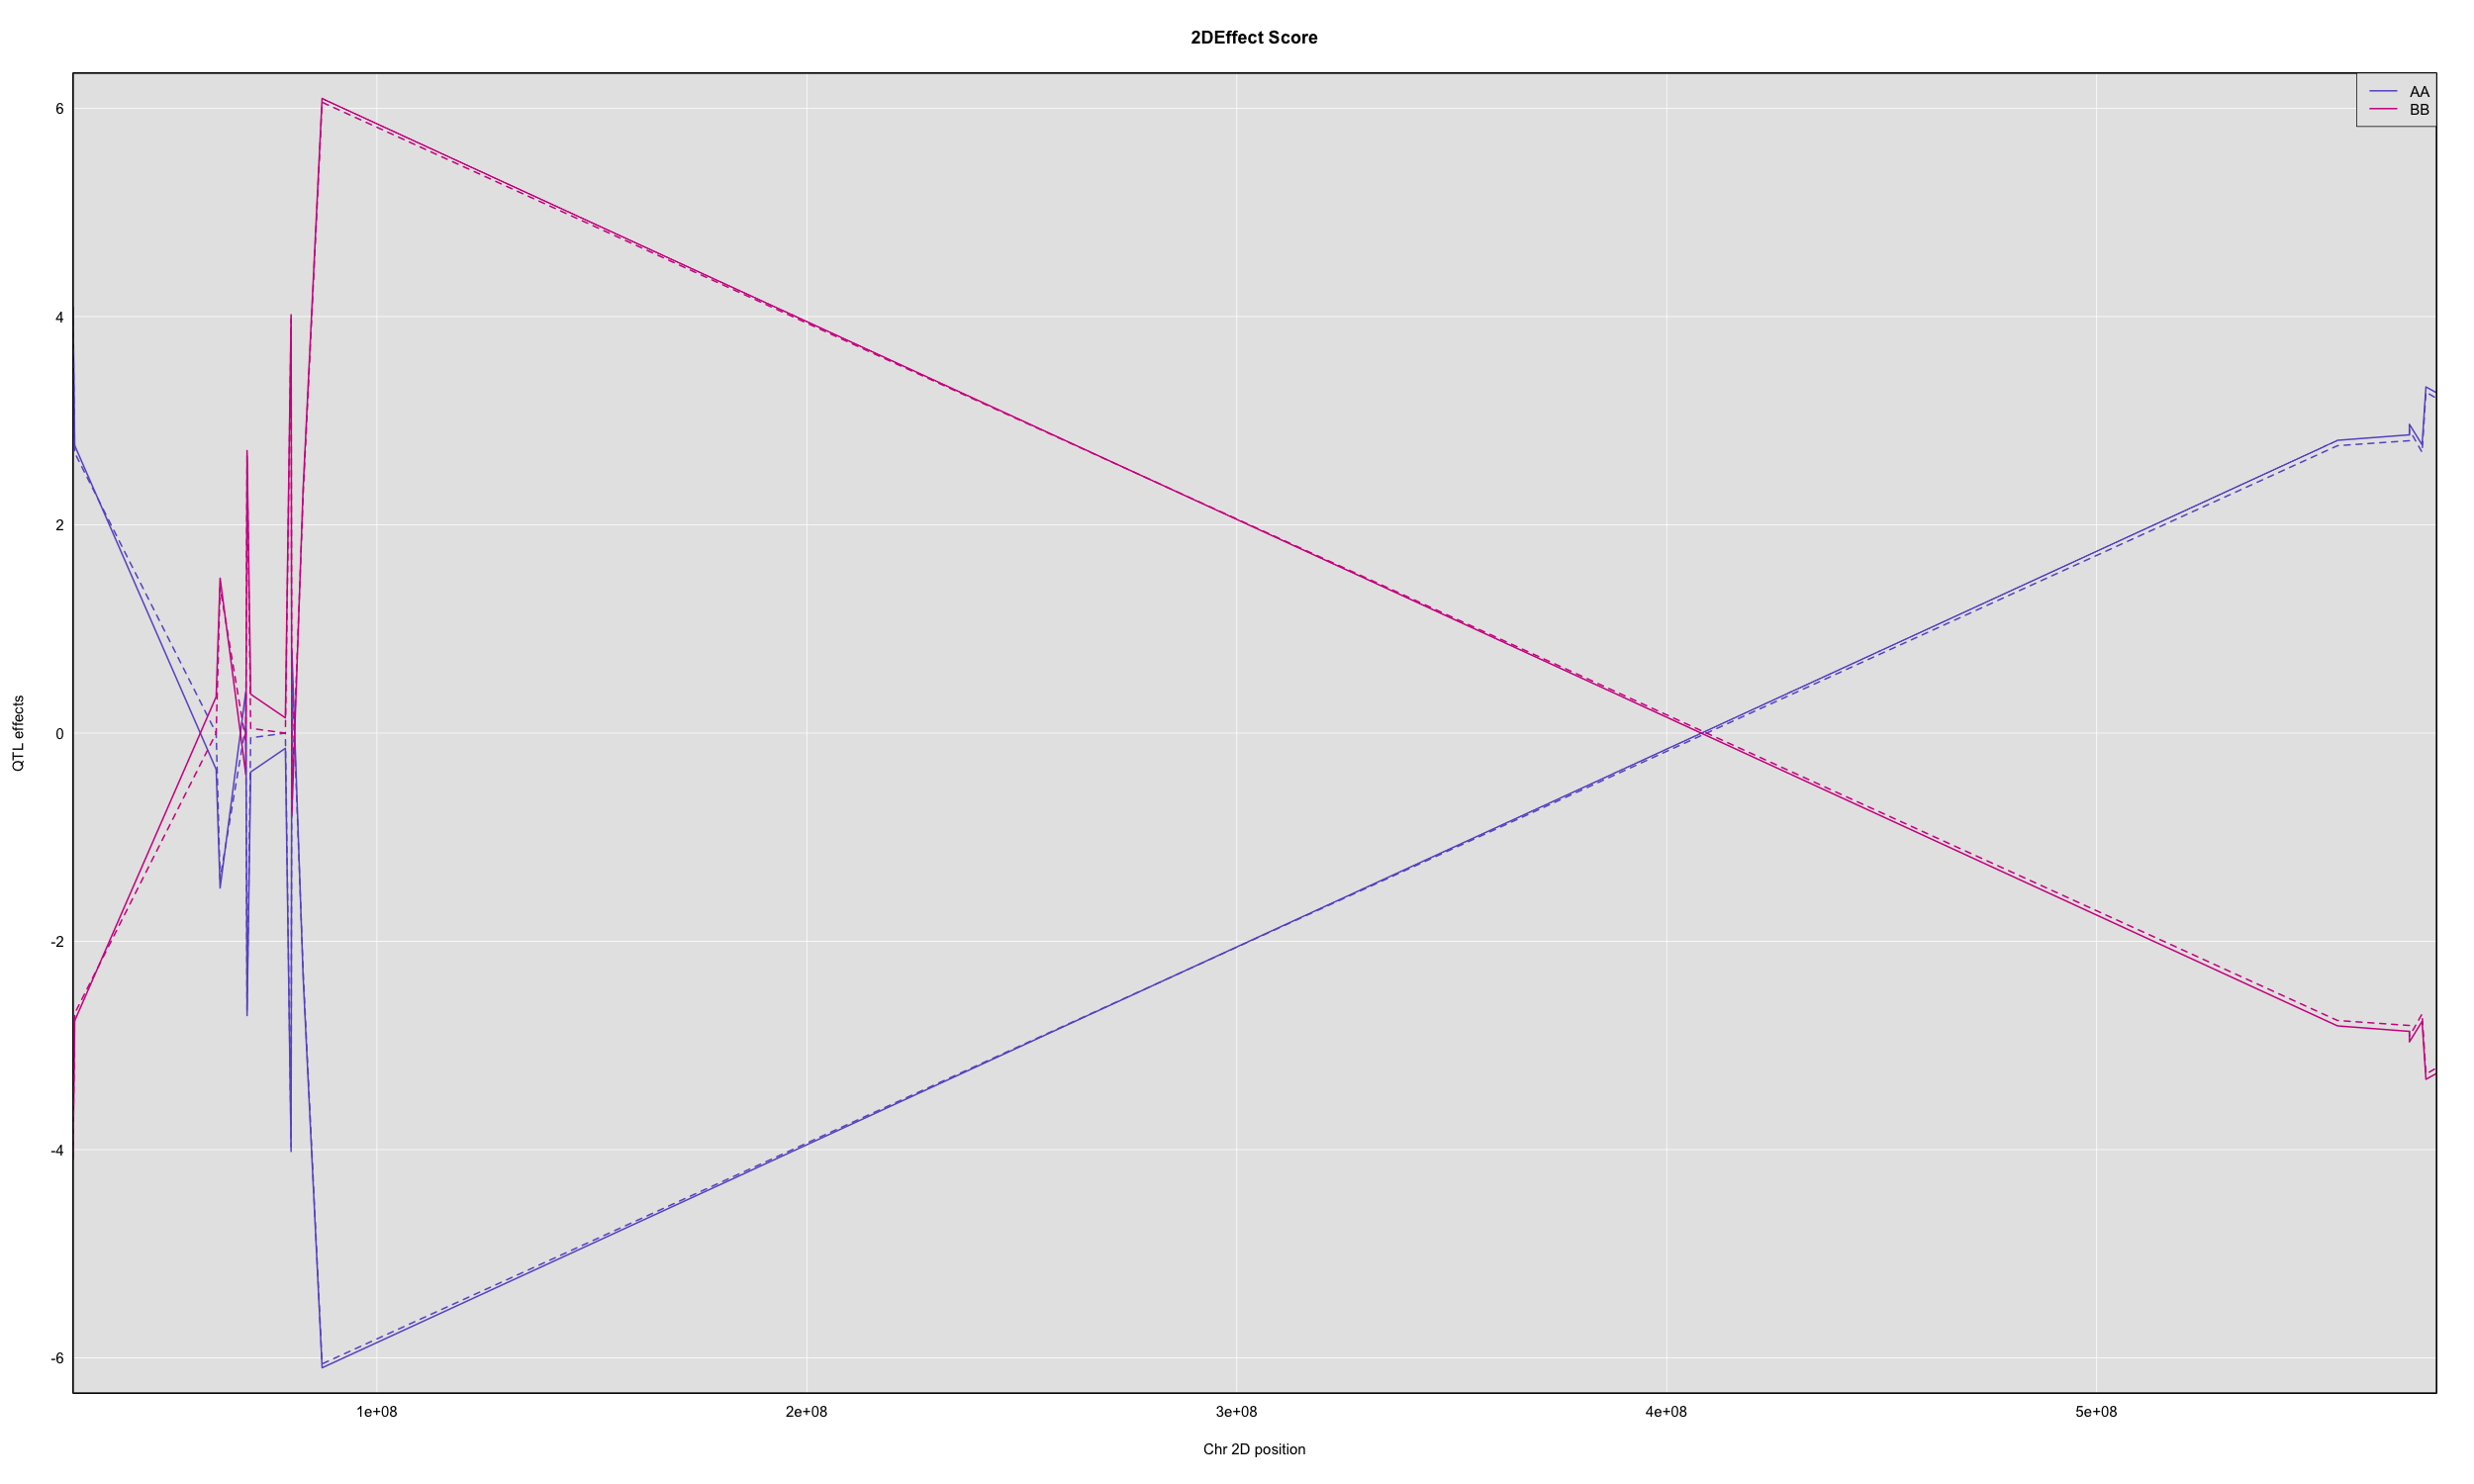 2DEffect Score
AA
BB
6
4
2
0
-2
-4
-6
QTL effects
1e+08
2e+08
3e+08
4e+08
5e+08
Chr 2D position